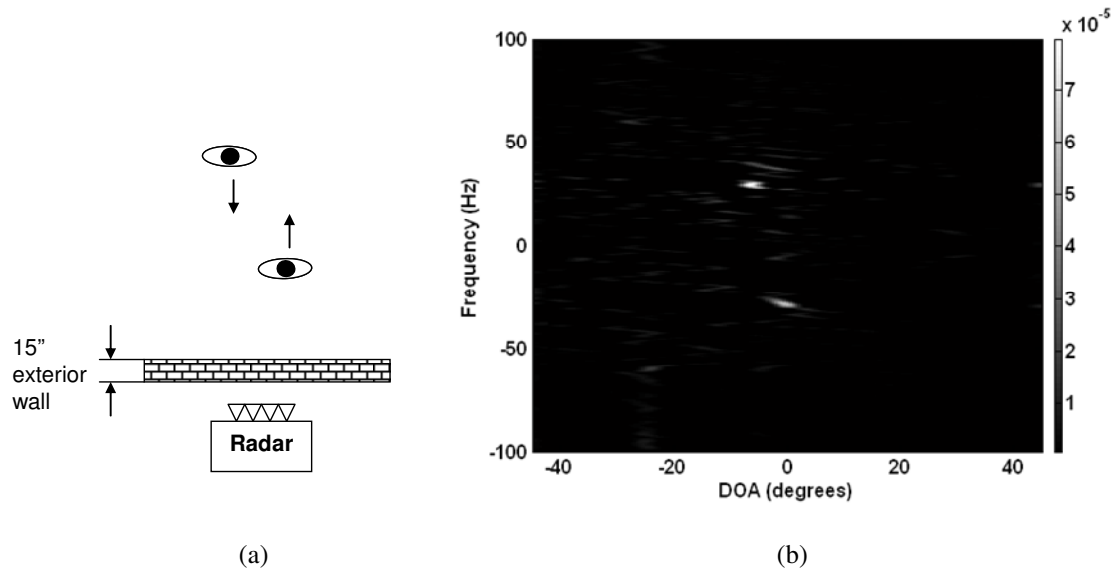 15”
exterior
wall
Radar
(a)
x 10⁻⁵
100
50
0
-50
-100
Frequency (Hz)
-40
-20
0
20
40
DOA (degrees)
7
6
5
4
3
2
1
(b)